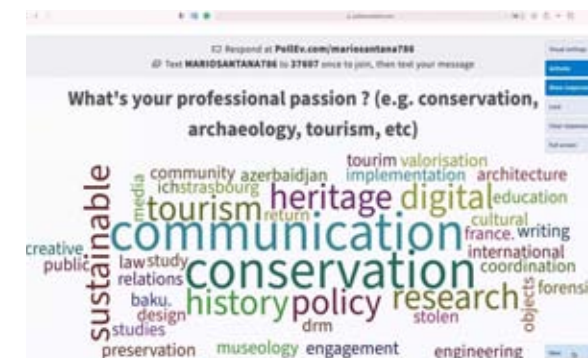 Respond at PollEv.com/mariosantana786
Text MARIOSANTANA786 to 37607 once to join, then text your message
What's your professional passion ? (e.g. conservation,
archaeology, tourism, etc)
tourim valorisation
community azerbaidjan implementation architecture
sustainable
media
ich strasbourg heritage digital education
tourism return cultural
communication france. writing
creative international
public law study conservation coordination
relations forensi
baku. history policy research objects
design drm stolen
studies
preservation museology engagement engineering